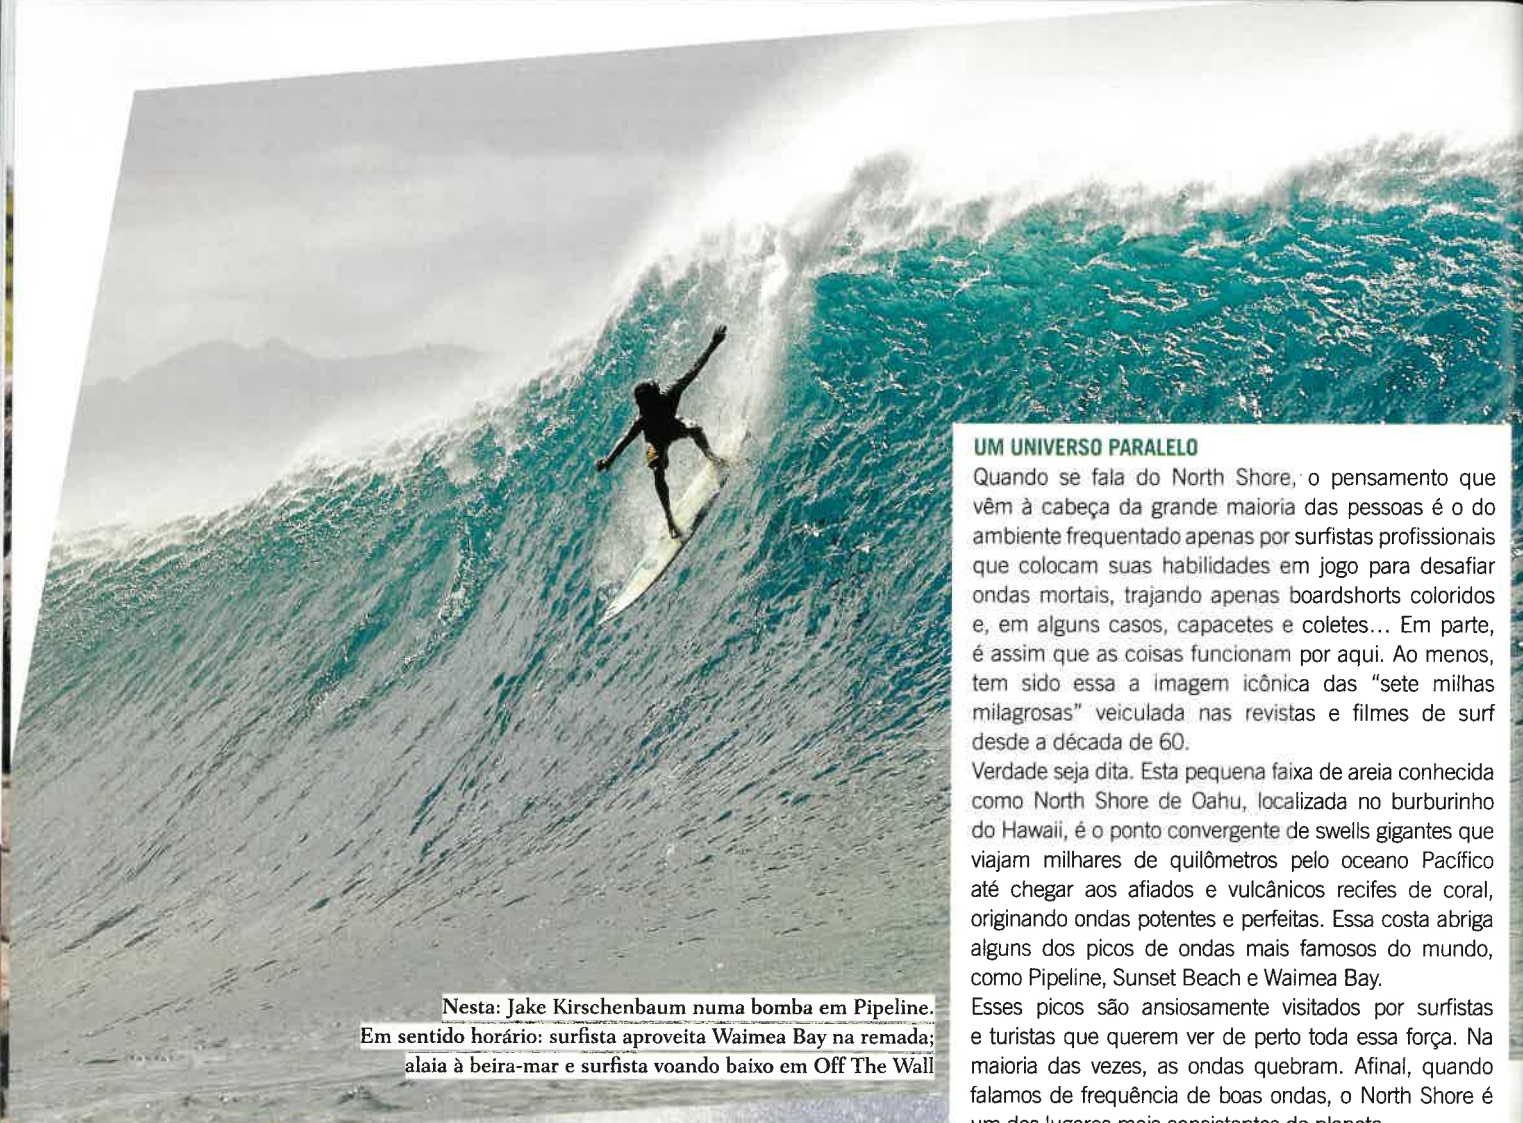 UM UNIVERSO PARALELO
Quando se fala do North Shore, o pensamento que
vêm à cabeça da grande maioria das pessoas é o do
ambiente frequentado apenas por surfistas profissionais
que colocam suas habilidades em jogo para desafiar
ondas mortais, trajando apenas boardshorts coloridos
e, em alguns casos, capacetes e coletes... Em parte,
é assim que as coisas funcionam por aqui. Ao menos,
tem sido essa a imagem icônica das "sete milhas
milagrosas" veiculada nas revistas e filmes de surf
desde a década de 60.
Verdade seja dita. Esta pequena faixa de areia conhecida
como North Shore de Oahu, localizada no burburinho
do Hawaii, é o ponto convergente de swells gigantes que
viajam milhares de quilômetros pelo oceano Pacífico
até chegar aos afiados e vulcânicos recifes de coral,
originando ondas potentes e perfeitas. Essa costa abriga
alguns dos picos de ondas mais famosos do mundo,
como Pipeline, Sunset Beach e Waimea Bay.
Esses picos são ansiosamente visitados por surfistas
e turistas que querem ver de perto toda essa força. Na
maioria das vezes, as ondas quebram. Afinal, quando
falamos de frequência de boas ondas, o North Shore é
um dos lugares mais consistentes do planeta.
Nesta: Jake Kirschenbaum numa bomba em Pipeline.
Em sentido horário: surfista aproveita Waimea Bay na remada;
alaia à beira-mar e surfista voando baixo em Off The Wall